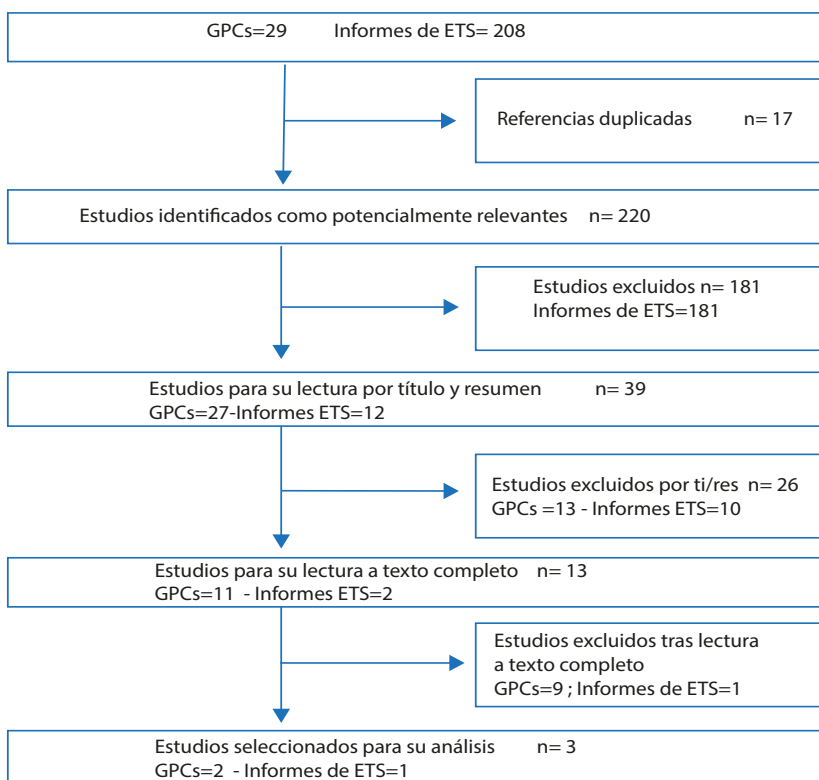 GPCs=29 Informes de ETS= 208
Referencias duplicadas n= 17
Estudios identificados como potencialmente relevantes n= 220
Estudios excluidos n= 181
Informes de ETS=181
Estudios para su lectura por título y resumen n= 39
GPCs=27-Informes ETS=12
Estudios excluidos por ti/res n= 26
GPCs =13 - Informes ETS=10
Estudios para su lectura a texto completo n= 13
GPCs=11 - Informes ETS=2
Estudios excluidos tras lectura
a texto completo
GPCs=9 ; Informes de ETS=1
Estudios seleccionados para su análisis n= 3
GPCs=2 - Informes de ETS=1